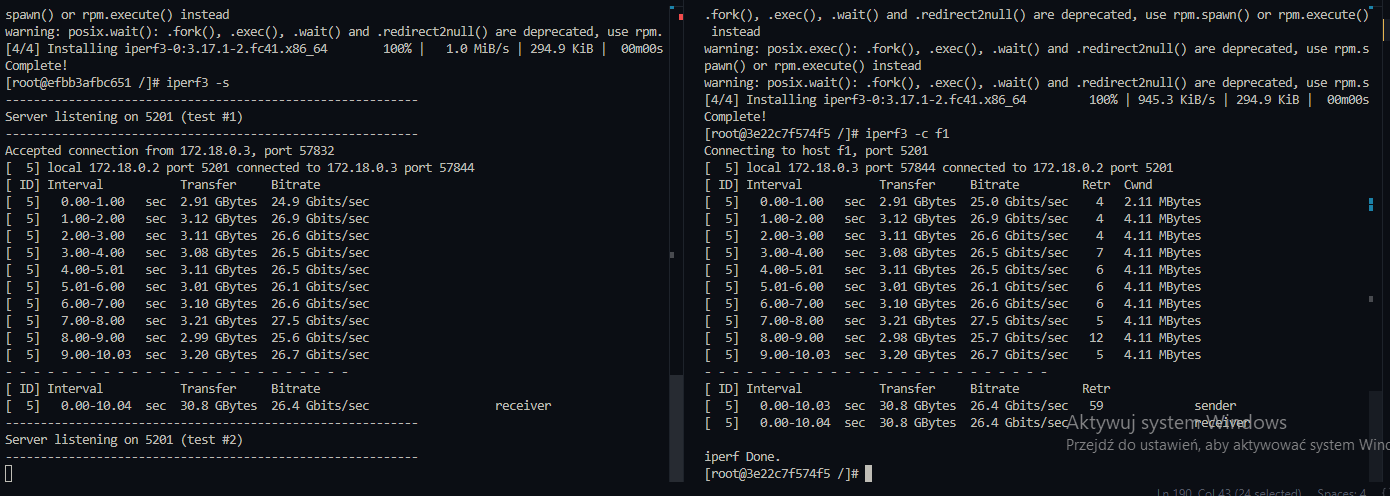 spawn() or rpm.execute() instead
warning: posix.wait(): .fork(), .exec(), .wait() and .redirect2null() are deprecated, use rpm.
[4/4] Installing iperf3-0:3.17.1-2.fc41.x86_64        100% |   1.0 MiB/s | 294.9 KiB |  00m00s
Complete!
[root@efbb3afbc651 /]# iperf3 -s
-----------------------------------------------------------
Server listening on 5201 (test #1)
-----------------------------------------------------------
Accepted connection from 172.18.0.3, port 57832
[  5] local 172.18.0.2 port 5201 connected to 172.18.0.3 port 57844
[ ID] Interval           Transfer     Bitrate
[  5]   0.00-1.00   sec  2.91 GBytes  24.9 Gbits/sec
[  5]   1.00-2.00   sec  3.12 GBytes  26.9 Gbits/sec
[  5]   2.00-3.00   sec  3.11 GBytes  26.6 Gbits/sec
[  5]   3.00-4.00   sec  3.08 GBytes  26.5 Gbits/sec
[  5]   4.00-5.01   sec  3.11 GBytes  26.5 Gbits/sec
[  5]   5.01-6.00   sec  3.01 GBytes  26.1 Gbits/sec
[  5]   6.00-7.00   sec  3.10 GBytes  26.6 Gbits/sec
[  5]   7.00-8.00   sec  3.21 GBytes  27.5 Gbits/sec
[  5]   8.00-9.00   sec  2.99 GBytes  25.6 Gbits/sec
[  5]   9.00-10.03  sec  3.20 GBytes  26.7 Gbits/sec
- - - - - - - - - - - - - - - - - - - - - - - - -
[ ID] Interval           Transfer     Bitrate
[  5]   0.00-10.04  sec  30.8 GBytes  26.4 Gbits/sec                  receiver
-----------------------------------------------------------
Server listening on 5201 (test #2)
-----------------------------------------------------------
.fork(), .exec(), .wait() and .redirect2null() are deprecated, use rpm.spawn() or rpm.execute()
 instead
warning: posix.exec(): .fork(), .exec(), .wait() and .redirect2null() are deprecated, use rpm.s
pawn() or rpm.execute() instead
warning: posix.wait(): .fork(), .exec(), .wait() and .redirect2null() are deprecated, use rpm.s
[4/4] Installing iperf3-0:3.17.1-2.fc41.x86_64        100% | 945.3 KiB/s | 294.9 KiB |  00m00s
Complete!
[root@3e22c7f574f5 /]# iperf3 -c f1
Connecting to host f1, port 5201
[  5] local 172.18.0.3 port 57844 connected to 172.18.0.2 port 5201
[ ID] Interval           Transfer     Bitrate         Retr  Cwnd
[  5]   0.00-1.00   sec  2.91 GBytes  25.0 Gbits/sec    4   2.11 MBytes
[  5]   1.00-2.00   sec  3.12 GBytes  26.9 Gbits/sec    4   4.11 MBytes
[  5]   2.00-3.00   sec  3.11 GBytes  26.6 Gbits/sec    4   4.11 MBytes
[  5]   3.00-4.00   sec  3.08 GBytes  26.5 Gbits/sec    7   4.11 MBytes
[  5]   4.00-5.01   sec  3.11 GBytes  26.5 Gbits/sec    6   4.11 MBytes
[  5]   5.01-6.00   sec  3.01 GBytes  26.1 Gbits/sec    6   4.11 MBytes
[  5]   6.00-7.00   sec  3.10 GBytes  26.6 Gbits/sec    6   4.11 MBytes
[  5]   7.00-8.00   sec  3.21 GBytes  27.5 Gbits/sec    5   4.11 MBytes
[  5]   8.00-9.00   sec  2.98 GBytes  25.7 Gbits/sec   12   4.11 MBytes
[  5]   9.00-10.03  sec  3.20 GBytes  26.7 Gbits/sec    5   4.11 MBytes
- - - - - - - - - - - - - - - - - - - - - - - - -
[ ID] Interval           Transfer     Bitrate         Retr
[  5]   0.00-10.03  sec  30.8 GBytes  26.4 Gbits/sec   59             sender
[  5]   0.00-10.04  sec  30.8 GBytes  26.4 Gbits/sec                  receiver
iperf Done.
[root@3e22c7f574f5 /]#
Aktywuj system Windows
Przejdź do ustawień, aby aktywować system Wind
Ln 190, Col 43 (24 selected)   Spaces: 4